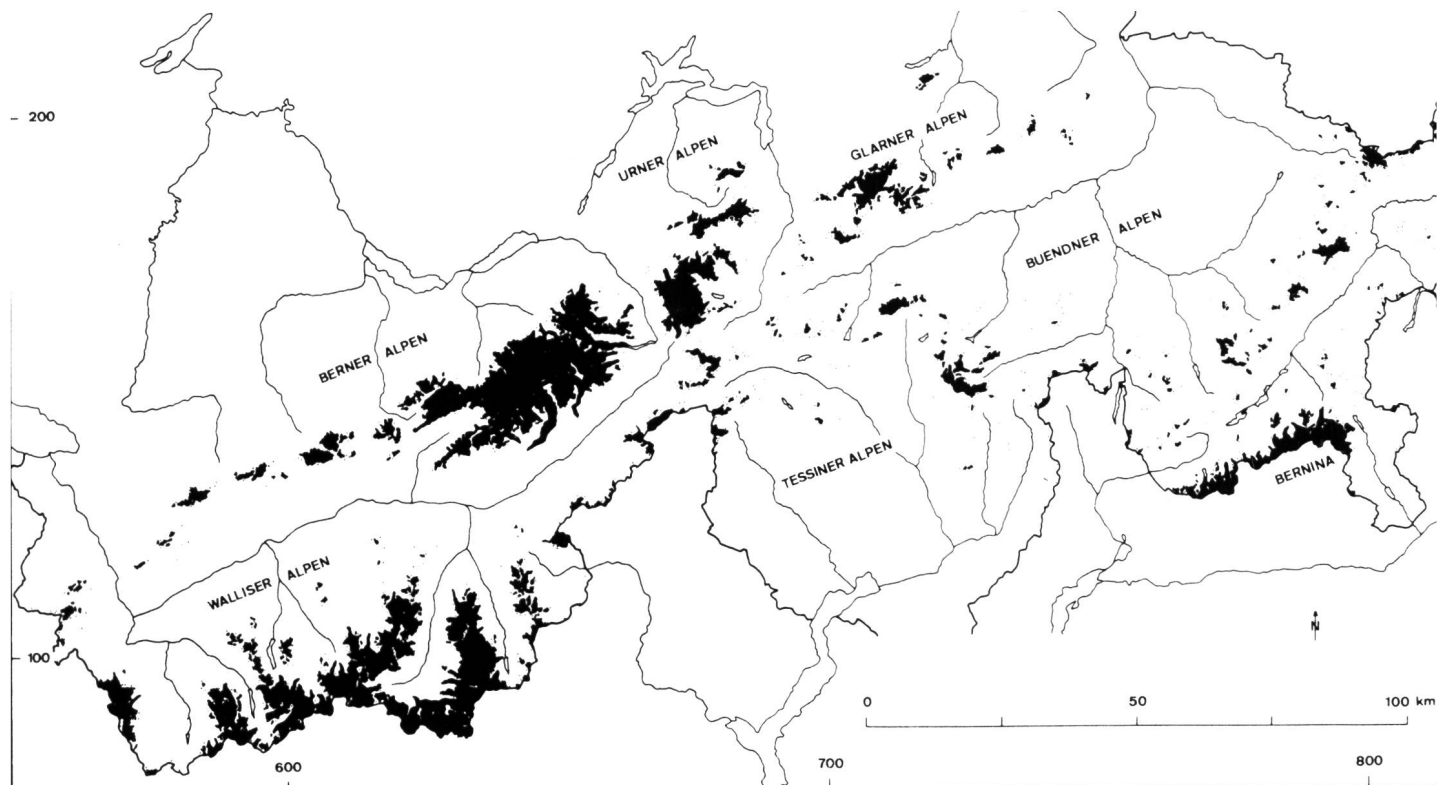 200
URNER ALPEN
GLARNER ALPEN
BUENDNER ALPEN
BERNER ALPEN
TESSINER ALPEN
BERNINA
WALLISER ALPEN
N
100
0 50 100 km
600 700 800